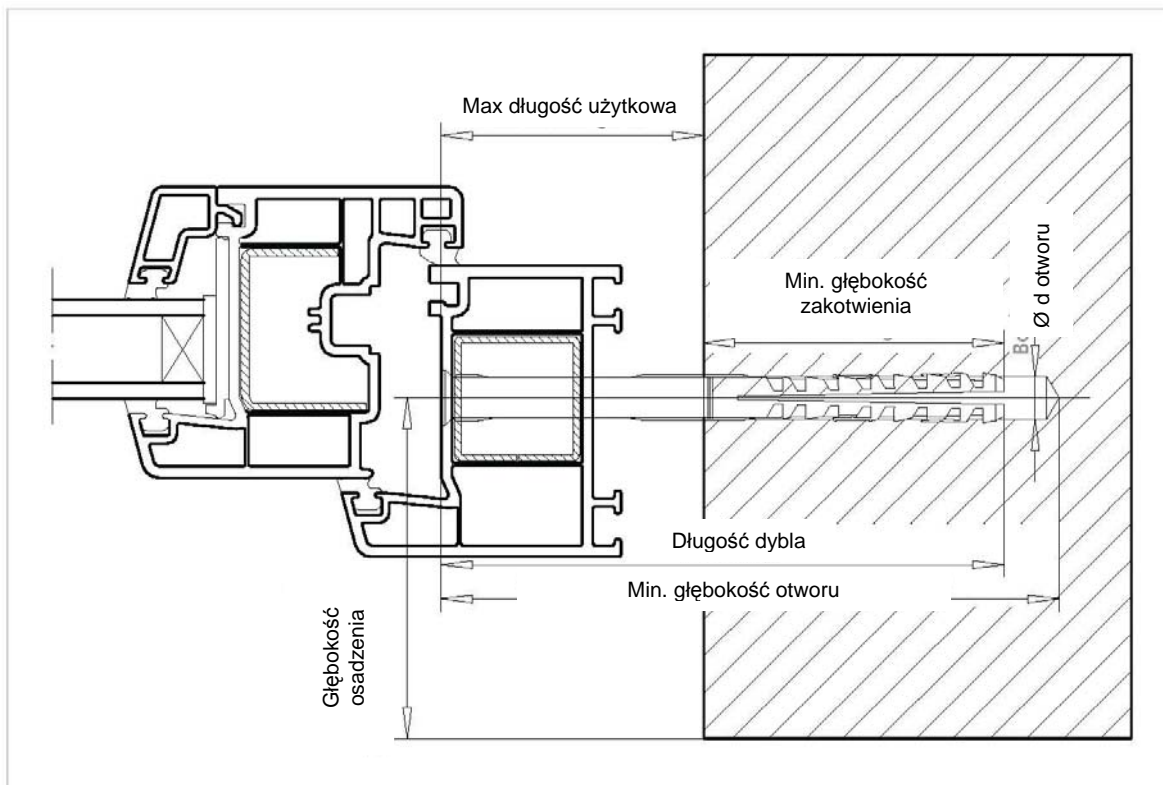 Max długość użytkowa
Min. głębokość
zakotwienia
Ø d otworu
Długość dybla
Min. głębokość otworu
Głębokość
osadzenia